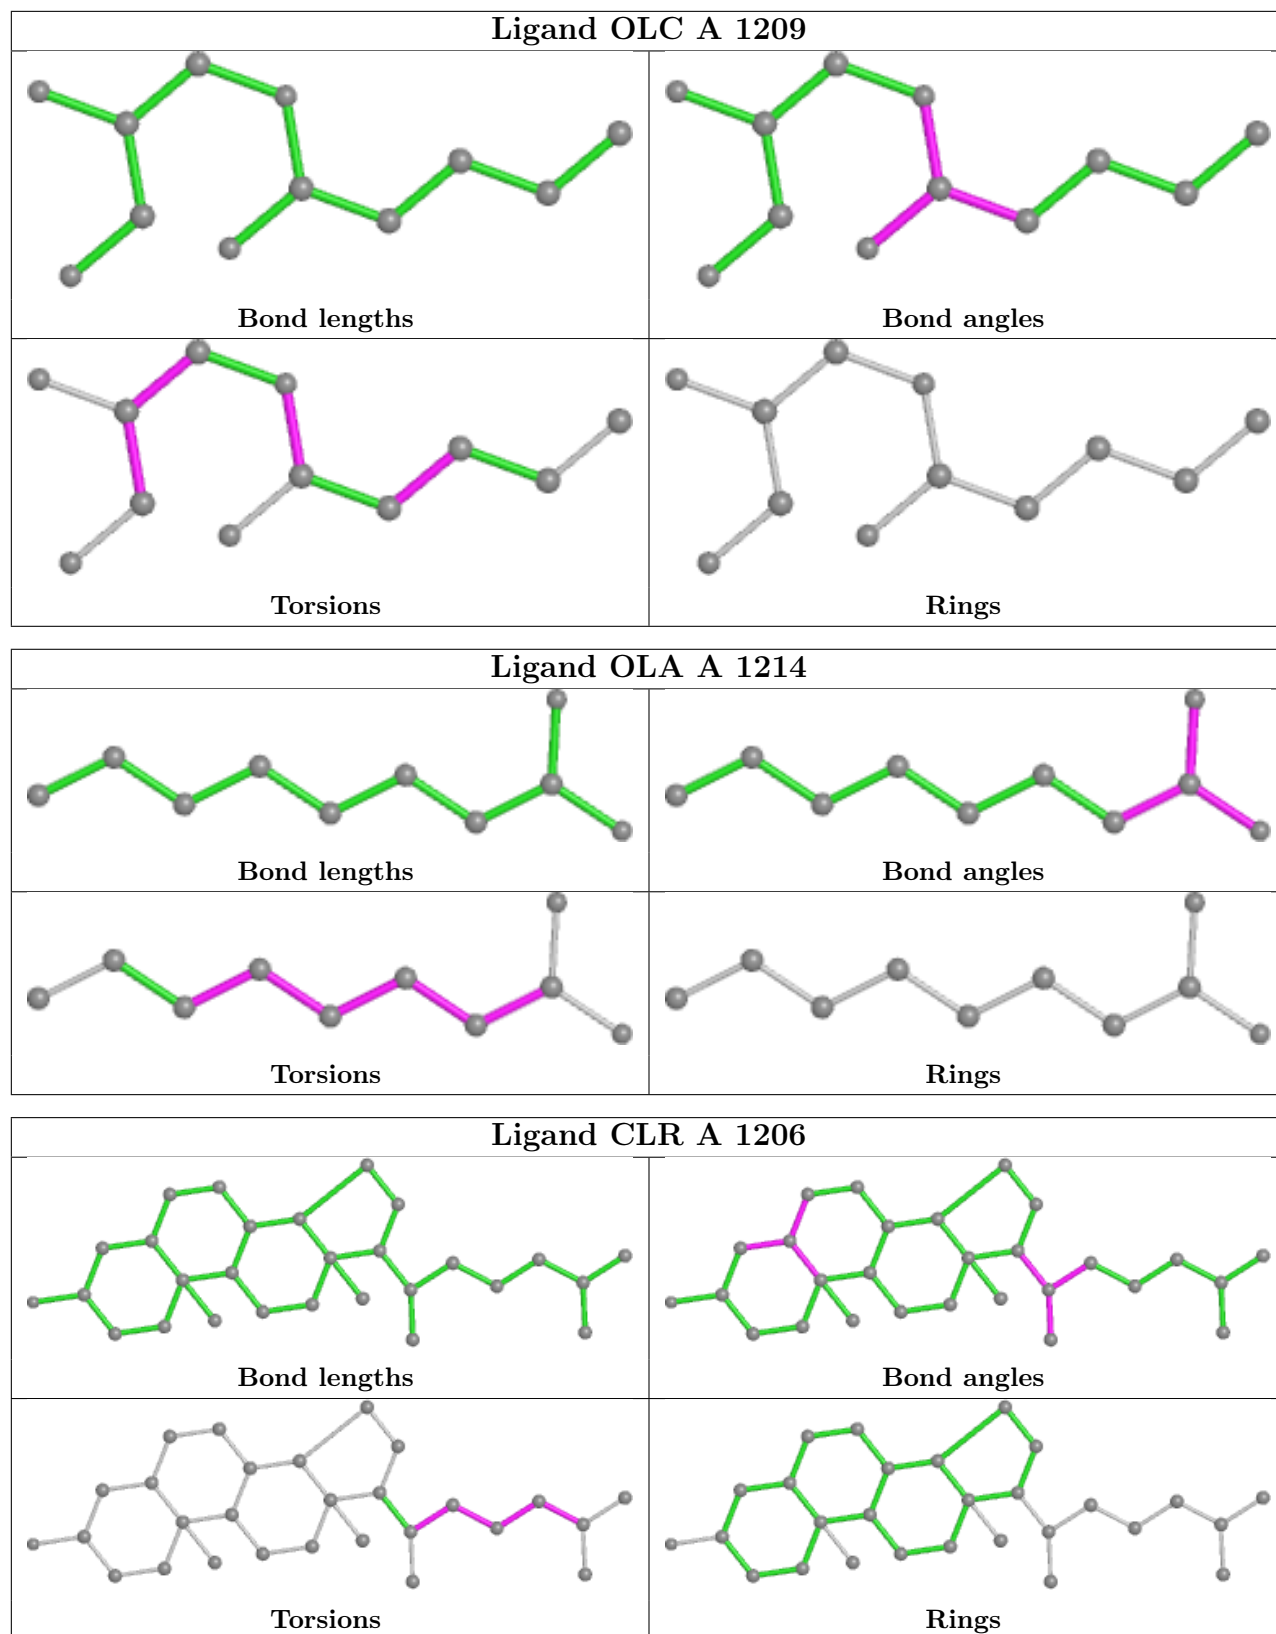 Ligand OLC A 1209
Bond lengths
Bond angles
Torsions
Rings
Ligand OLA A 1214
Bond lengths
Bond angles
Torsions
Rings
Ligand CLR A 1206
Bond lengths
Bond angles
Torsions
Rings